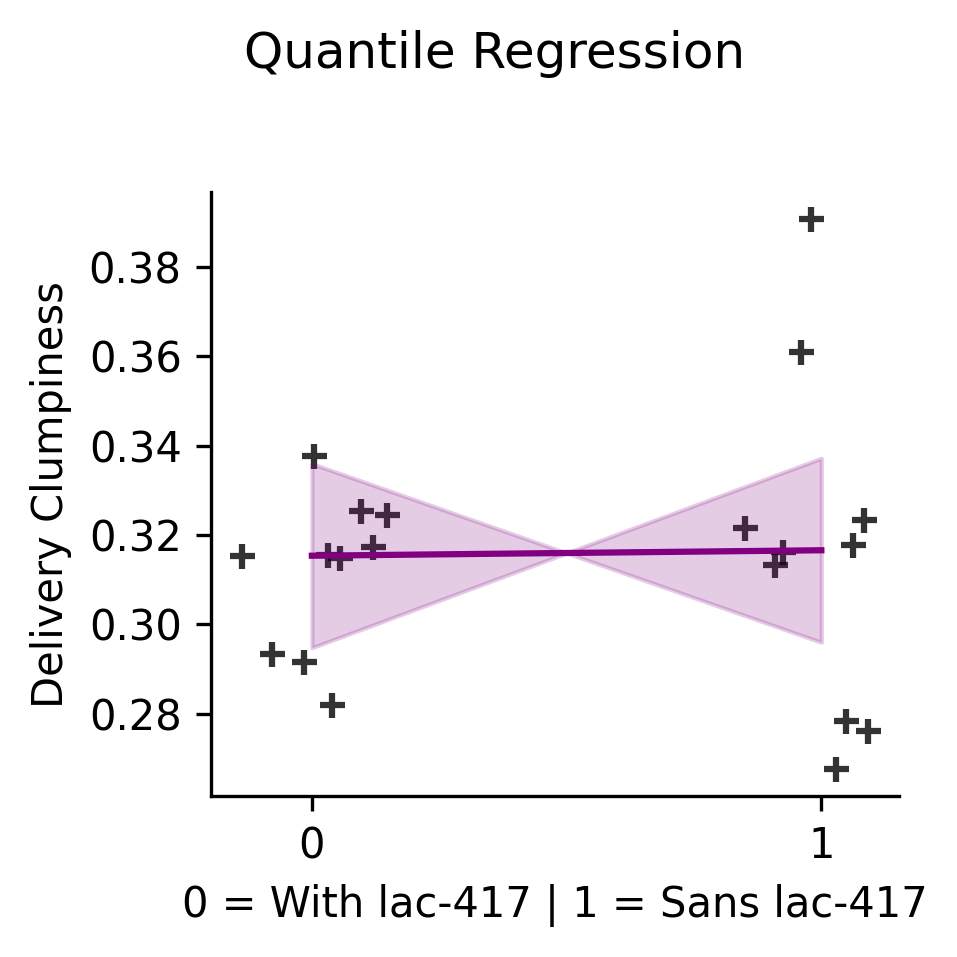 Quantile Regression
Delivery Clumpiness
0.38
0.36
0.34
0.32
0.30
0.28
0 1
0 = With lac-417 | 1 = Sans lac-417